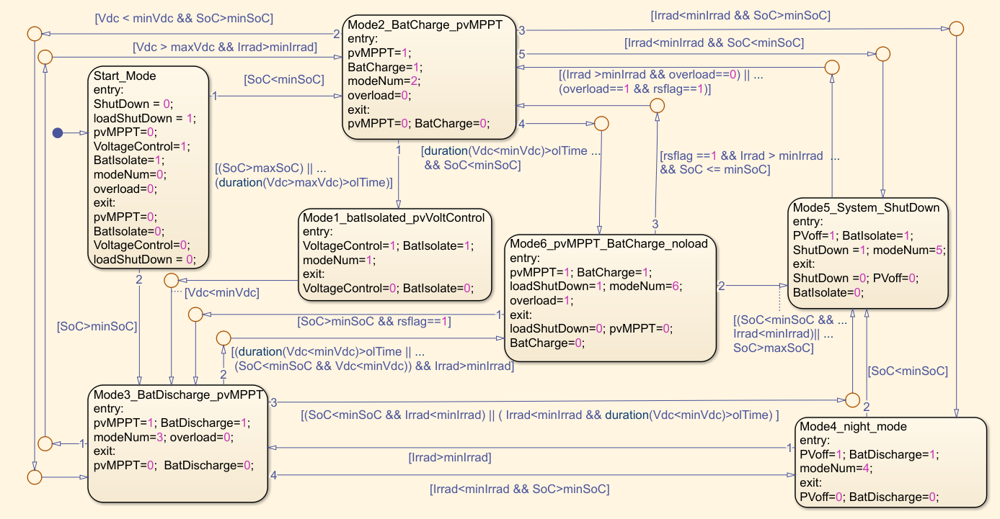 [Vdc < minVdc && SoC>minSoC]
2
[Vdc > maxVdc && Irrad>minIrrad]
Start_Mode
entry:
ShutDown = 0;
loadShutDown = 1;
pvMPPT=0;
VoltageControl=1;
BatIsolate=1;
modeNum=0;
overload=0;
exit:
pvMPPT=0;
BatIsolate=0;
VoltageControl=0;
loadShutDown = 0;
1
[SoC<minSoC]
2
[SoC>minSoC]
Mode2_BatCharge_pvMPPT
entry:
pvMPPT=1;
BatCharge=1;
modeNum=2;
overload=0;
exit:
pvMPPT=0; BatCharge=0;
3
[Irrad<minIrrad && SoC>minSoC]
5
[Irrad<minIrrad && SoC<minSoC]
[(Irrad >minIrrad && overload==0) || ...
(overload==1 && rsflag==1)]
4
[duration(Vdc<minVdc)>olTime ...
&& SoC<minSoC]
1
[(SoC>maxSoC) || ...
(duration(Vdc>maxVdc)>olTime)]
[rsflag ==1 && Irrad > minIrrad ...
&& SoC <= minSoC]
3
Mode1_batIsolated_pvVoltControl
entry:
VoltageControl=1; BatIsolate=1;
modeNum=1;
exit:
VoltageControl=0; BatIsolate=0;
[Vdc<minVdc]
Mode6_pvMPPT_BatCharge_noload
entry:
pvMPPT=1; BatCharge=1;
loadShutDown=1; modeNum=6;
overload=1;
exit:
loadShutDown=0; pvMPPT=0;
BatCharge=0;
2
Mode5_System_ShutDown
entry:
PVoff=1; BatIsolate=1;
ShutDown =1; modeNum=5;
exit:
ShutDown =0; PVoff=0;
BatIsolate=0;
[(SoC<minSoC && ...
Irrad<minIrrad)|| ...
SoC>maxSoC]
1
[SoC>minSoC && rsflag==1]
[(duration(Vdc<minVdc)>olTime || ...
(SoC<minSoC && Vdc<minVdc)) && Irrad>minIrrad]
2
[SoC<minSoC]
2
Mode3_BatDischarge_pvMPPT
entry:
pvMPPT=1; BatDischarge=1;
modeNum=3; overload=0;
exit:
pvMPPT=0; BatDischarge=0;
1
3
[(SoC<minSoC && Irrad<minIrrad) || ( Irrad<minIrrad && duration(Vdc<minVdc)>olTime) ]
1
[Irrad>minIrrad]
4
[Irrad<minIrrad && SoC>minSoC]
Mode4_night_mode
entry:
PVoff=1; BatDischarge=1;
modeNum=4;
exit:
PVoff=0; BatDischarge=0;